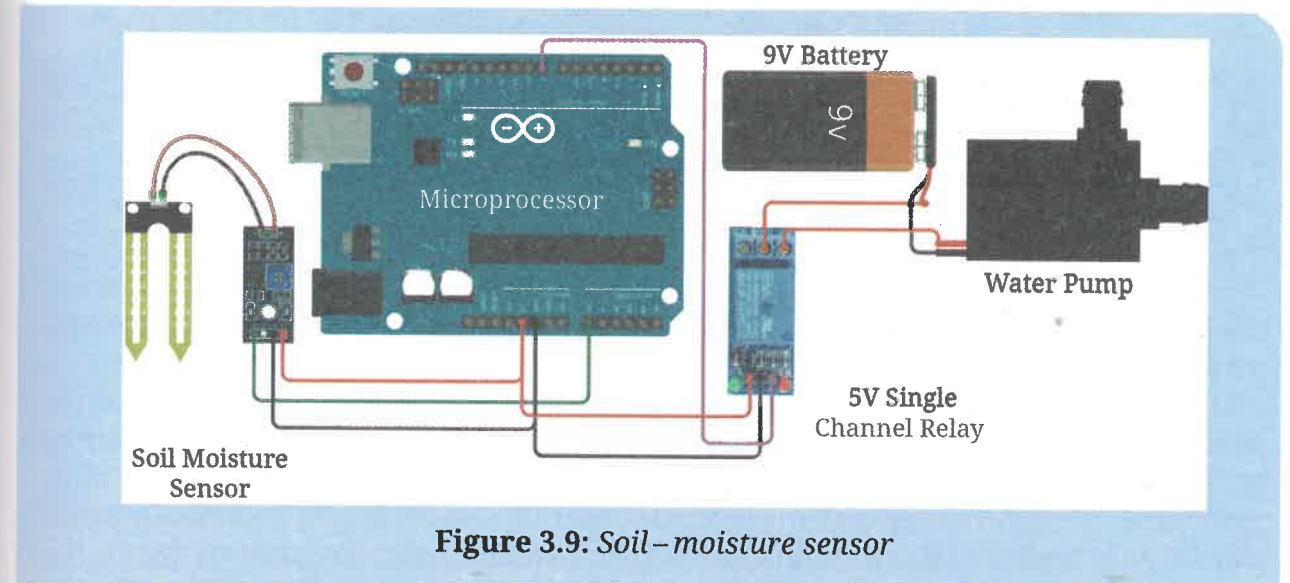 9V Battery
9v
Microprocessor
Water Pump
5V Single
Channel Relay
Soil Moisture
Sensor
Figure 3.9: Soil – moisture sensor